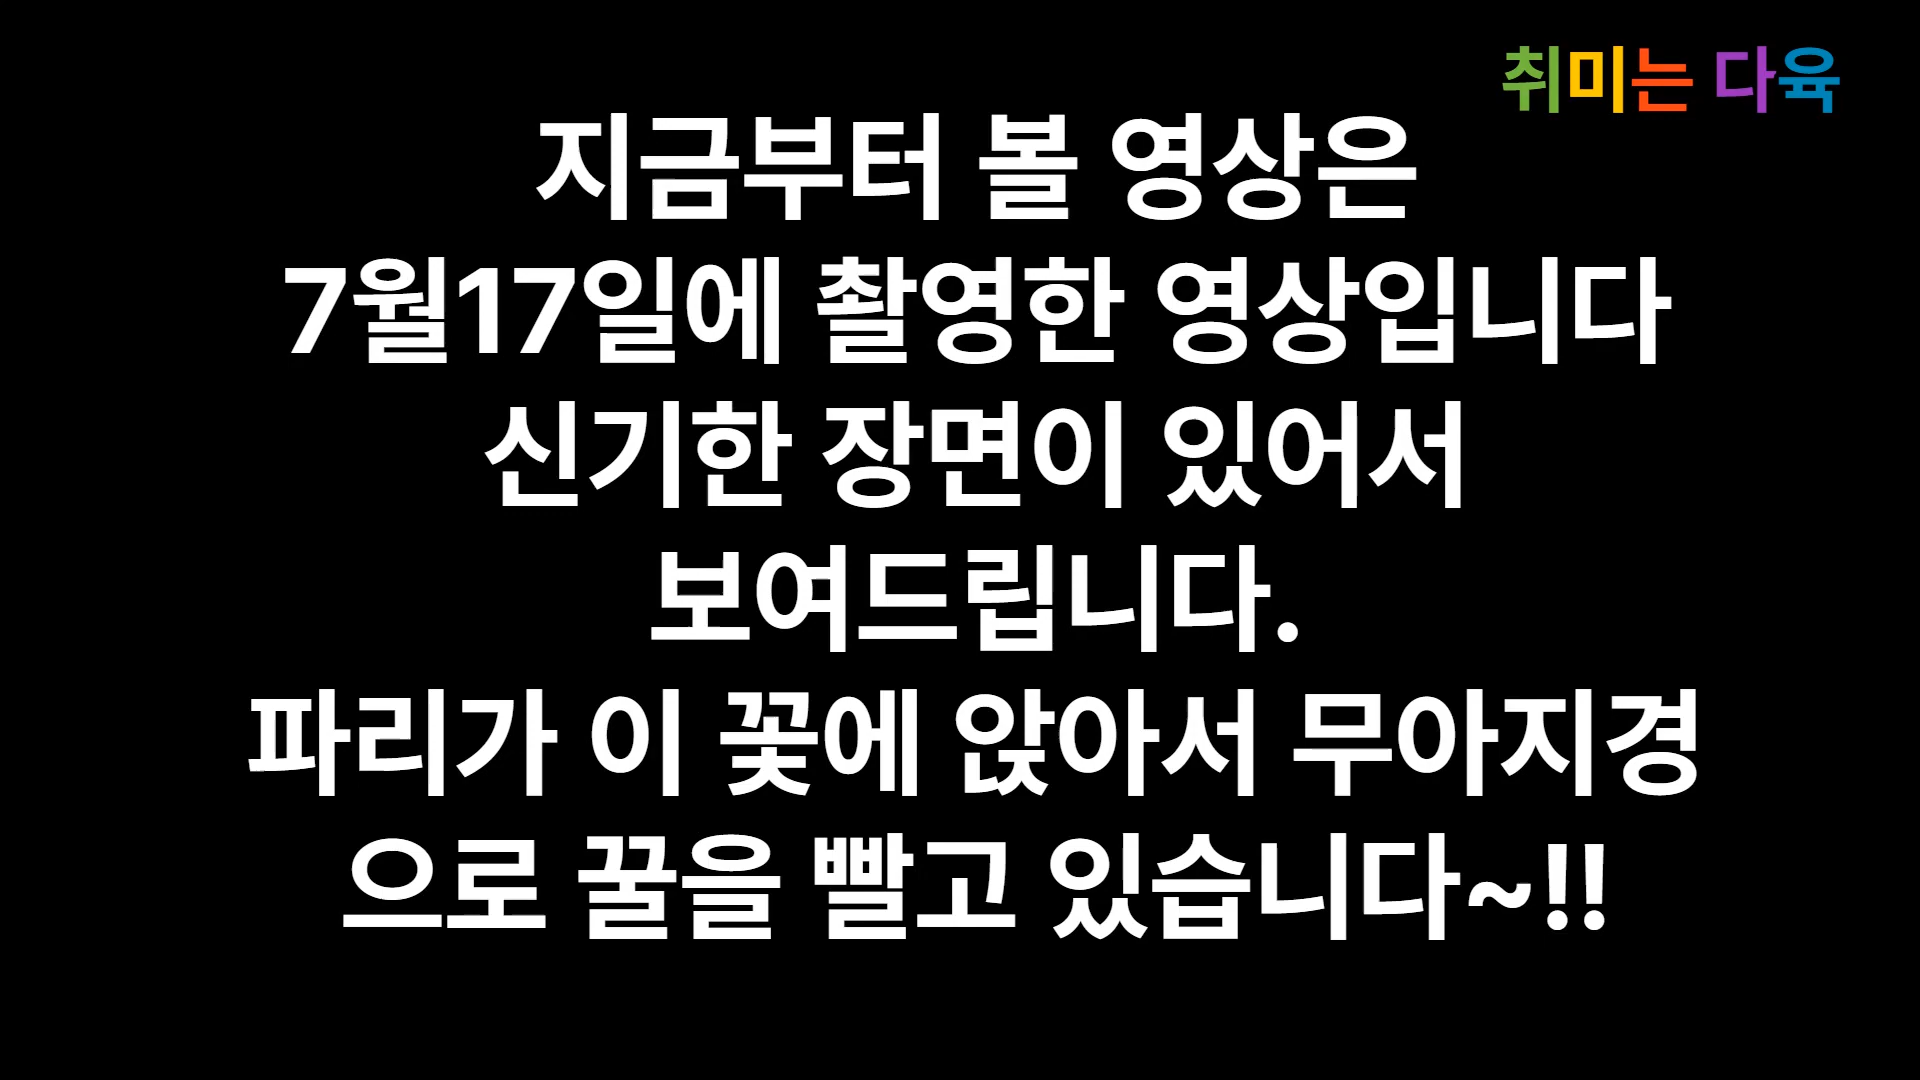 취미는 다육
지금부터 볼 영상은
7월17일에 촬영한 영상입니다
신기한 장면이 있어서
보여드립니다.
파리가 이 꽃에 앉아서 무아지경
으로 꿀을 빨고 있습니다~!!